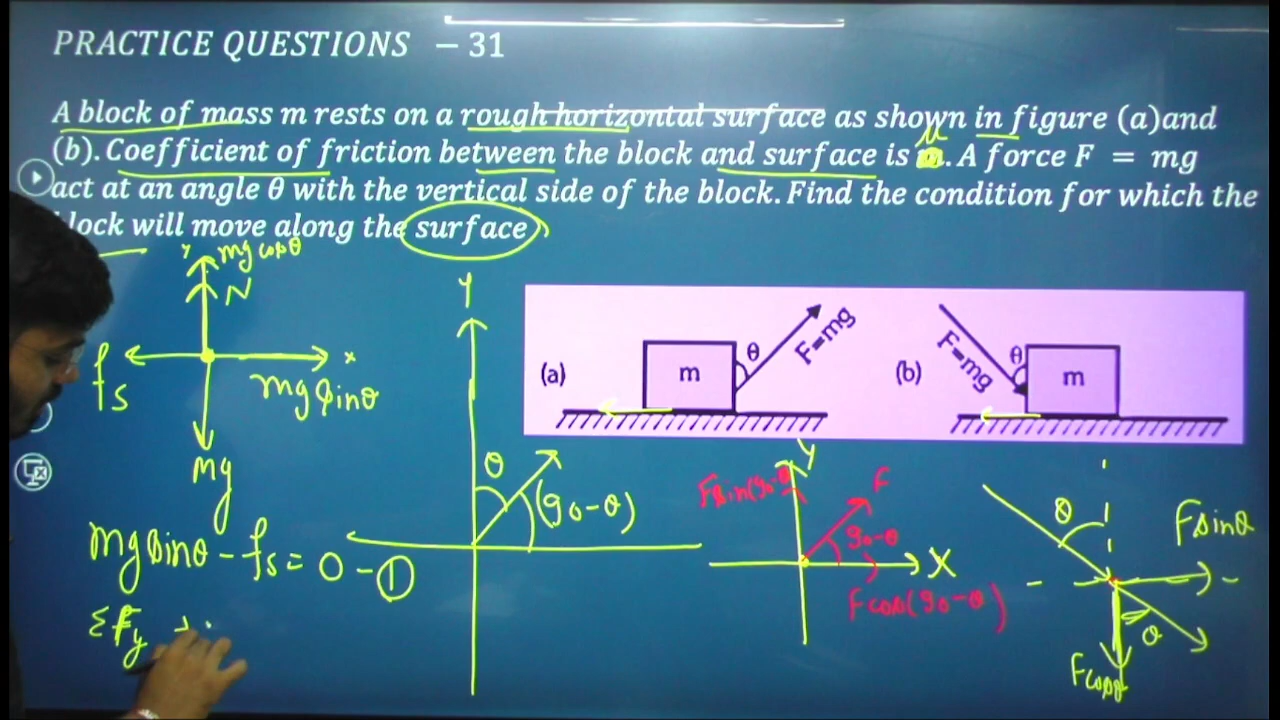 PRACTICE QUESTIONS – 31
A block of mass m rests on a rough horizontal surface as shown in figure (a)and
(b). Coefficient of friction between the block and surface is μ. A force F = mg
act at an angle θ with the vertical side of the block. Find the condition for which the
lock will move along the surface
y mg cosθ
N
fs
x
mg sinθ
mg
mg sinθ - fs = 0 - ①
ΣFy
Y
θ
(90-θ)
(a)
m
θ
F=mg
(b)
F=mg
θ
m
Y
F sin(90-θ
F
90-θ
X
F cos(90-θ)
θ
F sinθ
θ
F cosθ